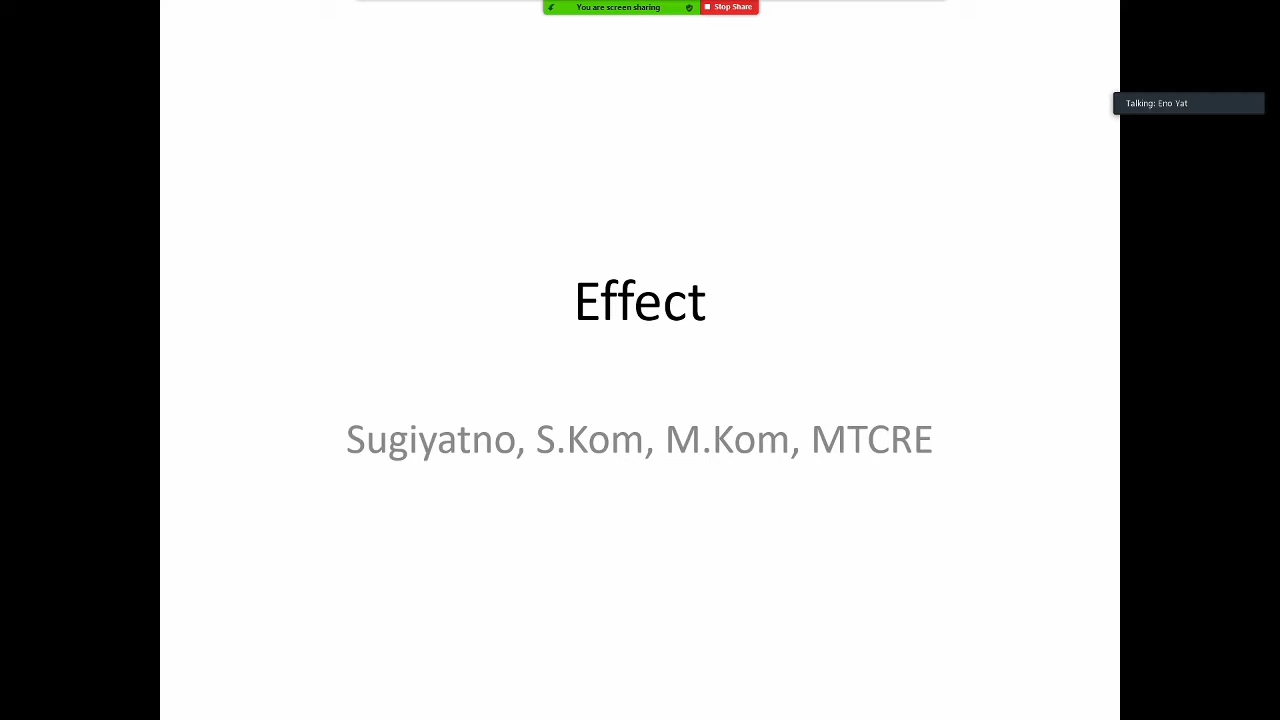 You are screen sharing
Stop Share
Talking: Eno Yat
Effect
Sugiyatno, S.Kom, M.Kom, MTCRE